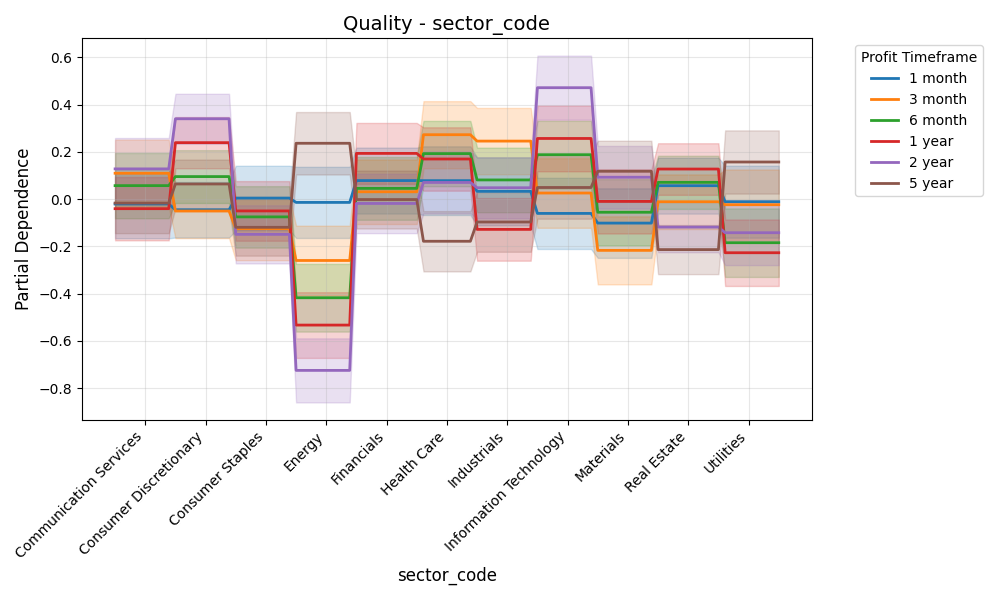 Quality - sector_code
Partial Dependence
0.6
0.4
0.2
0.0
−0.2
−0.4
−0.6
−0.8
Communication Services
Consumer Discretionary
Consumer Staples
Energy
Financials
Health Care
Industrials
Information Technology
Materials
Real Estate
Utilities
sector_code
Profit Timeframe
1 month
3 month
6 month
1 year
2 year
5 year